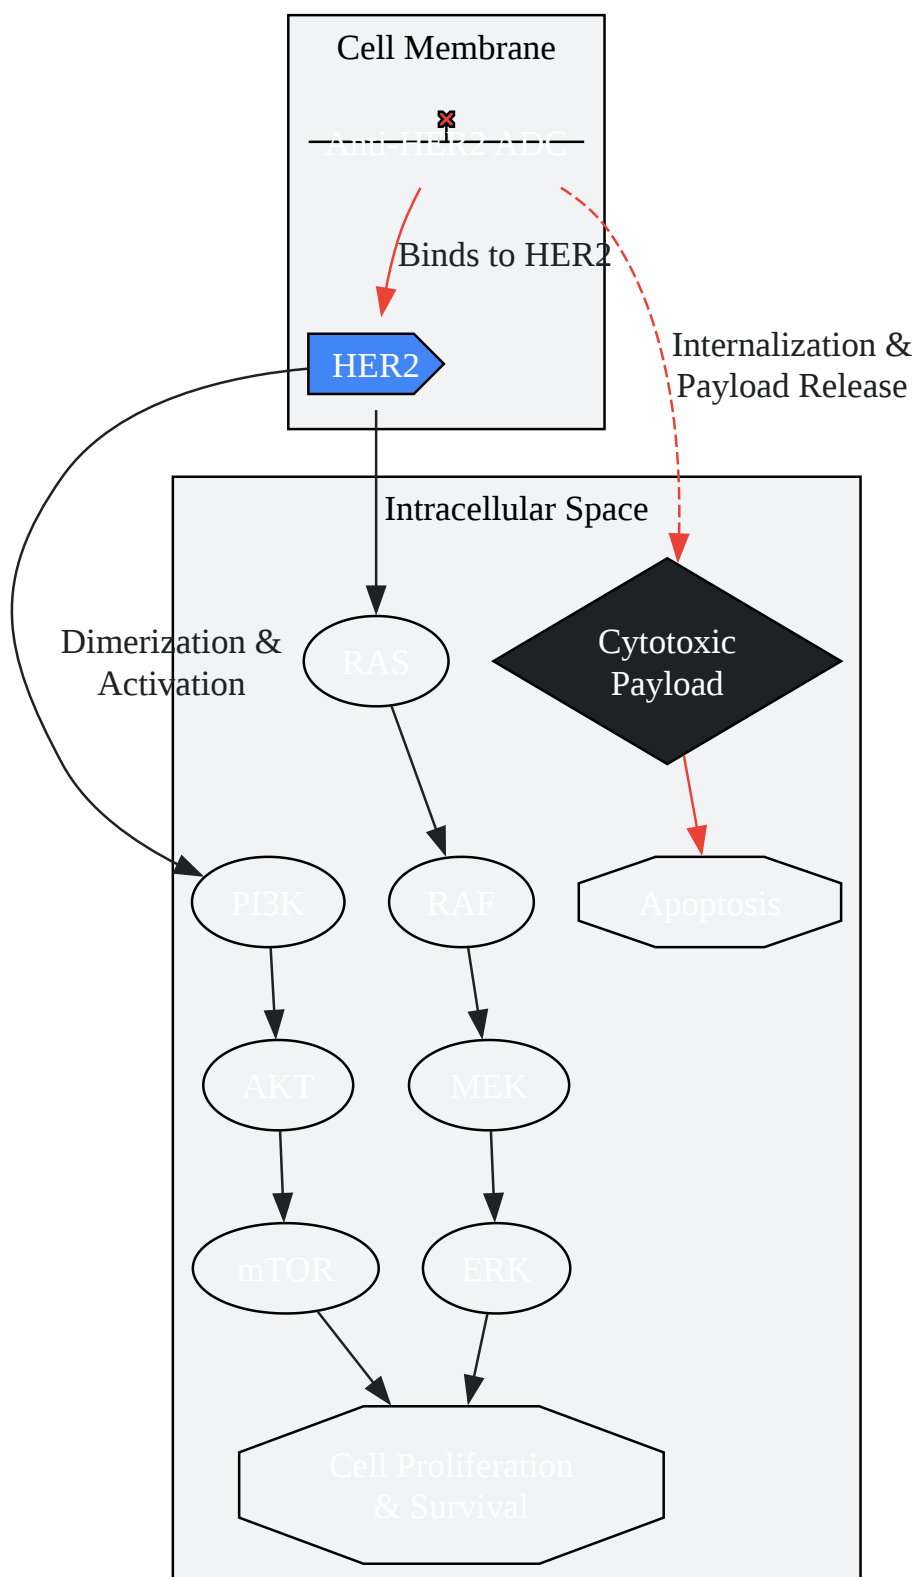 Cell Membrane
Anti-HER2 ADC
Binds to HER2
HER2
Internalization &
Payload Release
Intracellular Space
Dimerization &
Activation
RAS
Cytotoxic
Payload
PI3K
RAF
Apoptosis
AKT
MEK
mTOR
ERK
Cell Proliferation
& Survival